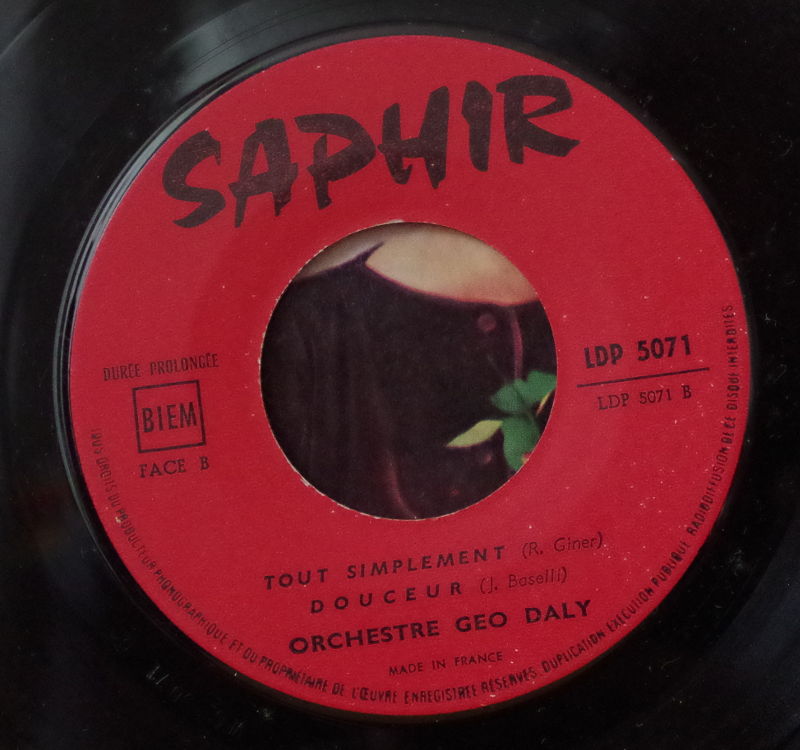 SAPHIR
DURÉE PROLONGÉE
BIEM
FACE B
LDP 5071
LDP 5071 B
TOUT SIMPLEMENT (R. Giner)
DOUCEUR (J. Baselli)
ORCHESTRE GEO DALY
MADE IN FRANCE
TOUS DROITS DU PRODUCTEUR PHONOGRAPHIQUE ET DU PROPRIÉTAIRE DE L'ŒUVRE ENREGISTREE RÉSERVÉS. DUPLICATION EXECUTION PUBLIQUE RADIODIFFUSION DE CE DISQUE INTERDITES